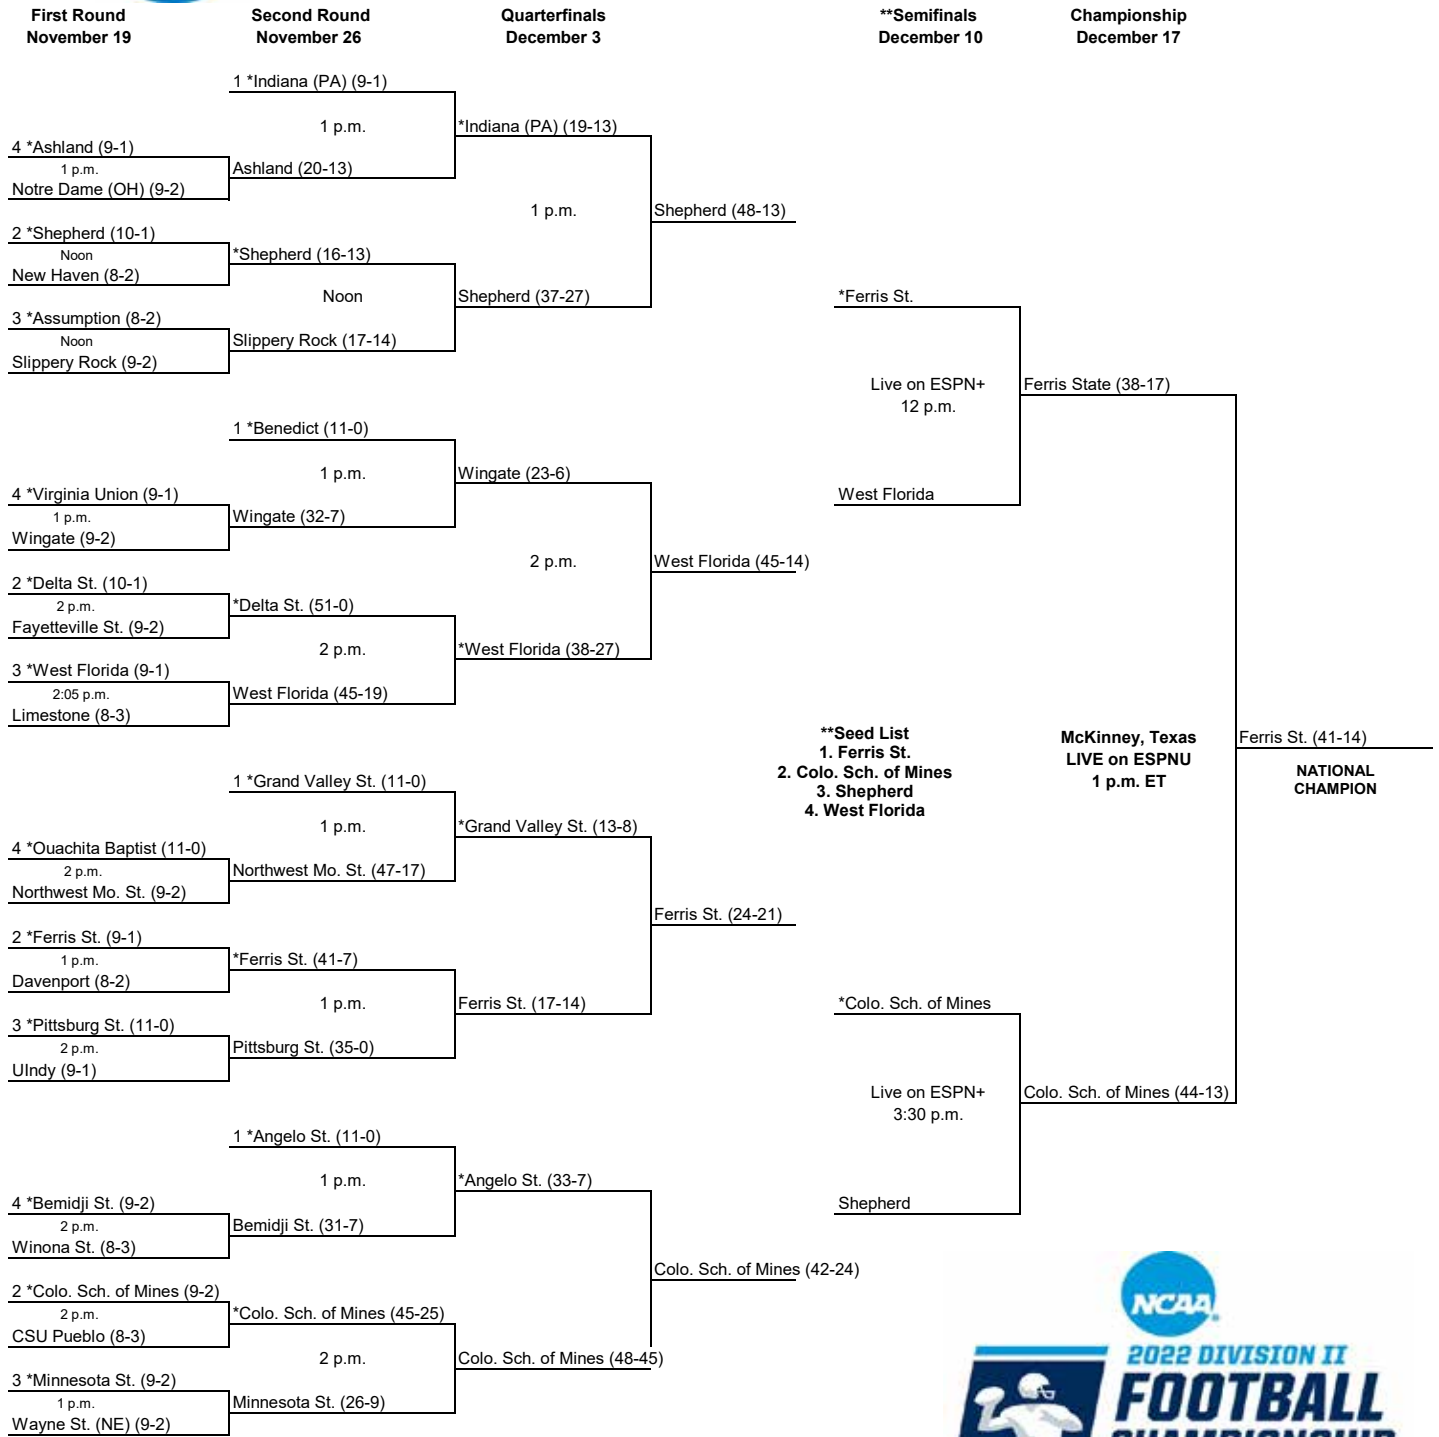 First Round
November 19
Second Round
November 26
Quarterfinals
December 3
**Semifinals
December 10
Championship
December 17
1 *Indiana (PA) (9-1)
1 p.m.
*Indiana (PA) (19-13)
4 *Ashland (9-1)
1 p.m.
Notre Dame (OH) (9-2)
Ashland (20-13)
1 p.m.
Shepherd (48-13)
2 *Shepherd (10-1)
Noon
New Haven (8-2)
*Shepherd (16-13)
Noon
Shepherd (37-27)
3 *Assumption (8-2)
Noon
Slippery Rock (9-2)
Slippery Rock (17-14)
*Ferris St.
Live on ESPN+
12 p.m.
Ferris State (38-17)
West Florida
1 *Benedict (11-0)
1 p.m.
Wingate (23-6)
4 *Virginia Union (9-1)
1 p.m.
Wingate (9-2)
Wingate (32-7)
2 p.m.
West Florida (45-14)
2 *Delta St. (10-1)
2 p.m.
Fayetteville St. (9-2)
*Delta St. (51-0)
2 p.m.
*West Florida (38-27)
3 *West Florida (9-1)
2:05 p.m.
Limestone (8-3)
West Florida (45-19)
**Seed List
1. Ferris St.
2. Colo. Sch. of Mines
3. Shepherd
4. West Florida
McKinney, Texas
LIVE on ESPNU
1 p.m. ET
Ferris St. (41-14)
NATIONAL
CHAMPION
1 *Grand Valley St. (11-0)
1 p.m.
*Grand Valley St. (13-8)
4 *Ouachita Baptist (11-0)
2 p.m.
Northwest Mo. St. (9-2)
Northwest Mo. St. (47-17)
Ferris St. (24-21)
2 *Ferris St. (9-1)
1 p.m.
Davenport (8-2)
*Ferris St. (41-7)
1 p.m.
Ferris St. (17-14)
3 *Pittsburg St. (11-0)
2 p.m.
UIndy (9-1)
Pittsburg St. (35-0)
*Colo. Sch. of Mines
Live on ESPN+
3:30 p.m.
Colo. Sch. of Mines (44-13)
Shepherd
1 *Angelo St. (11-0)
1 p.m.
*Angelo St. (33-7)
4 *Bemidji St. (9-2)
2 p.m.
Winona St. (8-3)
Bemidji St. (31-7)
Colo. Sch. of Mines (42-24)
2 *Colo. Sch. of Mines (9-2)
2 p.m.
CSU Pueblo (8-3)
*Colo. Sch. of Mines (45-25)
2 p.m.
Colo. Sch. of Mines (48-45)
3 *Minnesota St. (9-2)
1 p.m.
Wayne St. (NE) (9-2)
Minnesota St. (26-9)
NCAA
2022 DIVISION II
FOOTBALL
CHAMPIONSHIP